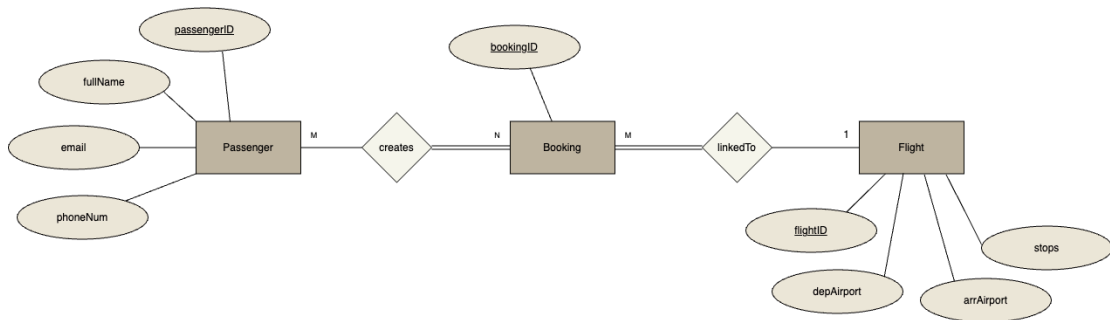 passengerID
bookingID
fullName
email
phoneNum
Passenger
M
creates
N
Booking
M
linkedTo
1
Flight
flightID
stops
depAirport
arrAirport